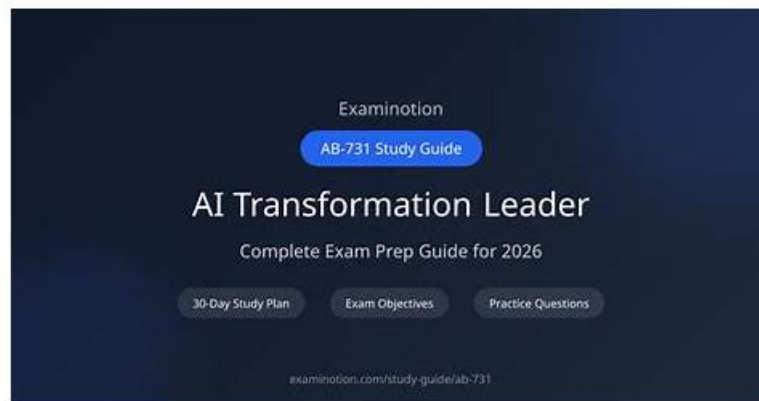 Examinotion
AB-731 Study Guide
AI Transformation Leader
Complete Exam Prep Guide for 2026
30-Day Study Plan Exam Objectives Practice Questions
examinotion.com/study-guide/ab-731